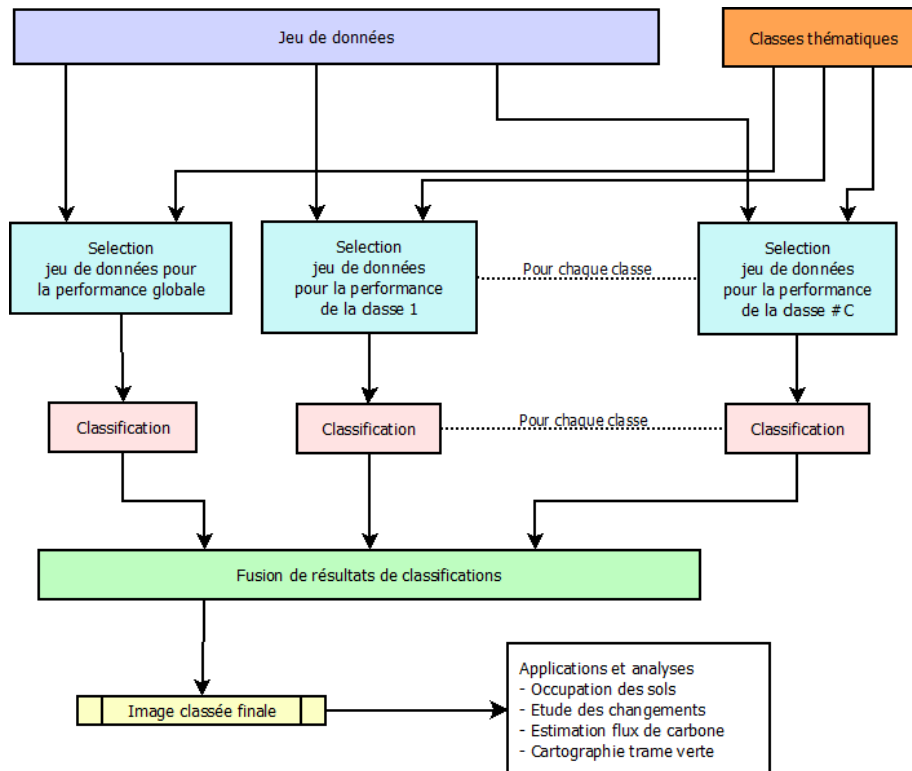 Jeu de données
Classes thématiques
Selection
jeu de données pour
la performance globale
Selection
jeu de données
pour la performance
de la classe 1
Pour chaque classe
Selection
jeu de données
pour la performance
de la classe #C
Classification
Classification
Pour chaque classe
Classification
Fusion de résultats de classifications
Image classée finale
Applications et analyses
- Occupation des sols
- Etude des changements
- Estimation flux de carbone
- Cartographie trame verte